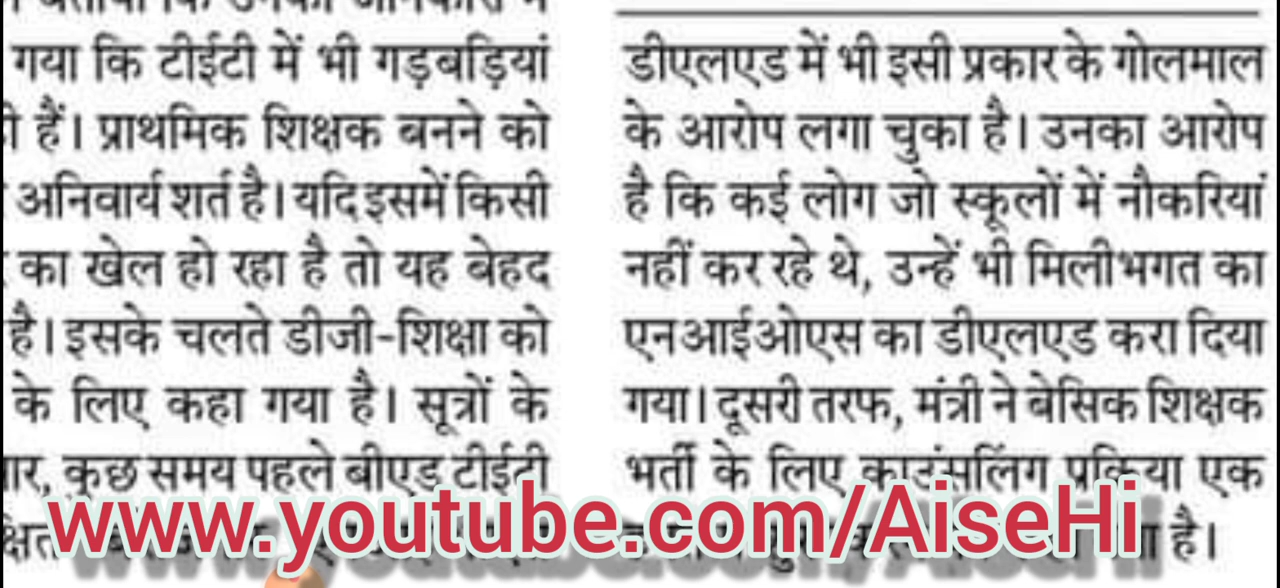 गया कि टीईटी में भी गड़बड़ियां
हैं। प्राथमिक शिक्षक बनने को
अनिवार्य शर्त है। यदि इसमें किसी
का खेल हो रहा है तो यह बेहद
है। इसके चलते डीजी-शिक्षा को
के लिए कहा गया है। सूत्रों के
कुछ समय पहले बीएड टीईटी
डीएलएड में भी इसी प्रकार के गोलमाल
के आरोप लगा चुका है। उनका आरोप
है कि कई लोग जो स्कूलों में नौकरियां
नहीं कर रहे थे, उन्हें भी मिलीभगत का
एनआईओएस का डीएलएड करा दिया
गया। दूसरी तरफ, मंत्री ने बेसिक शिक्षक
भर्ती के लिए काउंसलिंग प्रक्रिया एक
है।
www.youtube.com/AiseHi